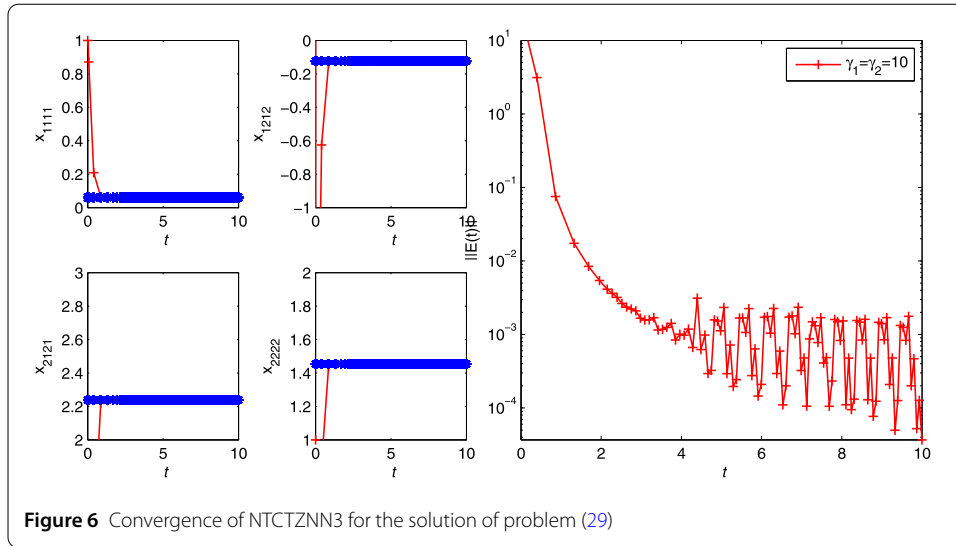 1
0.8
0.6
0.4
0.2
0
x1111
0 5 10
t
0
−0.2
−0.4
−0.6
−0.8
−1
x1212
0 5 10
t
3
2.8
2.6
2.4
2.2
2
x2121
0 5 10
t
2
1.8
1.6
1.4
1.2
1
x2222
0 5 10
t
10^1
10^0
10^−1
10^−2
10^−3
10^−4
||E(t)||F
γ1=γ2=10
0 2 4 6 8 10
t
Figure 6 Convergence of NTCTZNN3 for the solution of problem (29)